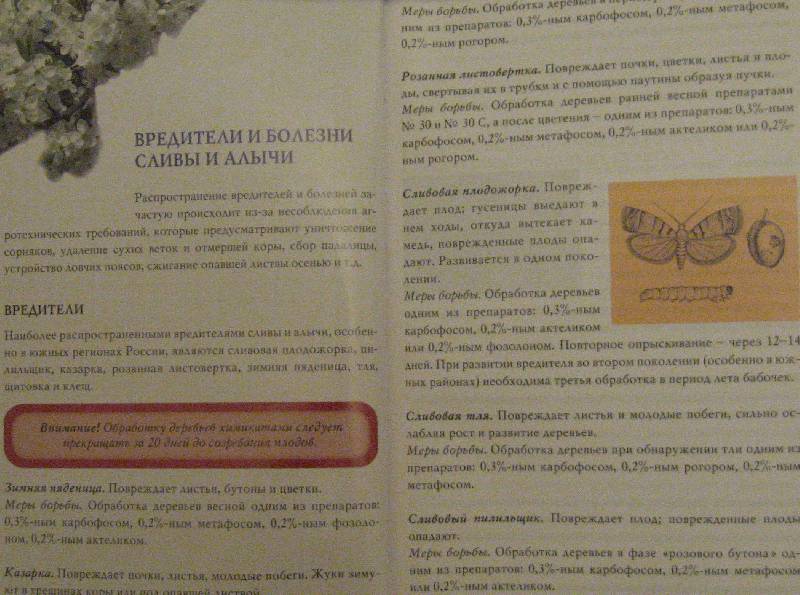 ВРЕДИТЕЛИ И БОЛЕЗНИ
СЛИВЫ И АЛЫЧИ
Распространение вредителей и болезней за-
частую происходит из-за несоблюдения аг-
ротехнических требований, которые предусматривают уничтожение
сорняков, удаление сухих веток и отмершей коры, сбор падалицы,
устройство ловчих поясов, сжигание опавшей листвы осенью и т.д.
ВРЕДИТЕЛИ
Наиболее распространенными вредителями сливы и алычи, особен-
но в южных регионах России, являются сливовая плодожорка, пи-
лильщик, казарка, розанная листовертка, зимняя пяденица, тля,
щитовка и клещ.
Внимание! Обработку деревьев химикатами следует
прекращать за 20 дней до созревания плодов.
Зимняя пяденица. Повреждает листья, бутоны и цветки.
Меры борьбы. Обработка деревьев весной одним из препаратов:
0,3%-ным карбофосом, 0,2%-ным метафосом, 0,2%-ным фозоло-
ном, 0,2%-ным актеликом.
Казарка. Повреждает почки, листья, молодые побеги. Жуки зиму-
ют в трещинах коры или под опавшей листвой.
Меры борьбы. Обработка деревьев в
ним из препаратов: 0,3%-ным карбофосом, 0,2%-ным метафосом,
0,2%-ным рогором.
Розанная листовертка. Повреждает почки, цветки, листья и пло-
ды, свертывая их в трубки и с помощью паутины образуя пучки.
Меры борьбы. Обработка деревьев ранней весной препаратами
№ 30 и № 30 С, а после цветения – одним из препаратов: 0,3%-ным
карбофосом, 0,2%-ным метафосом, 0,2%-ным актеликом или 0,2%-
ным рогором.
Сливовая плодожорка. Повреж-
дает плод; гусеницы выедают в
нем ходы, откуда вытекает ка-
медь, поврежденные плоды опа-
дают. Развивается в одном поко-
лении.
Меры борьбы. Обработка деревьев
одним из препаратов: 0,3%-ным
карбофосом, 0,2%-ным актеликом
или 0,2%-ным фозолоном. Повторное опрыскивание – через 12–14
дней. При развитии вредителя во втором поколении (особенно в юж-
ных районах) необходима третья обработка в период лета бабочек.
Сливовая тля. Повреждает листья и молодые побеги, сильно ос-
лабляя рост и развитие деревьев.
Меры борьбы. Обработка деревьев при обнаружении тли одним из
препаратов: 0,3%-ным карбофосом, 0,2%-ным рогором, 0,2%-ным
метафосом.
Сливовый пилильщик. Повреждает плод; поврежденные плоды
опадают.
Меры борьбы. Обработка деревьев в фазе «розового бутона» од-
ним из препаратов: 0,3%-ным карбофосом, 0,2%-ным метафосом
или 0,2%-ным актеликом.